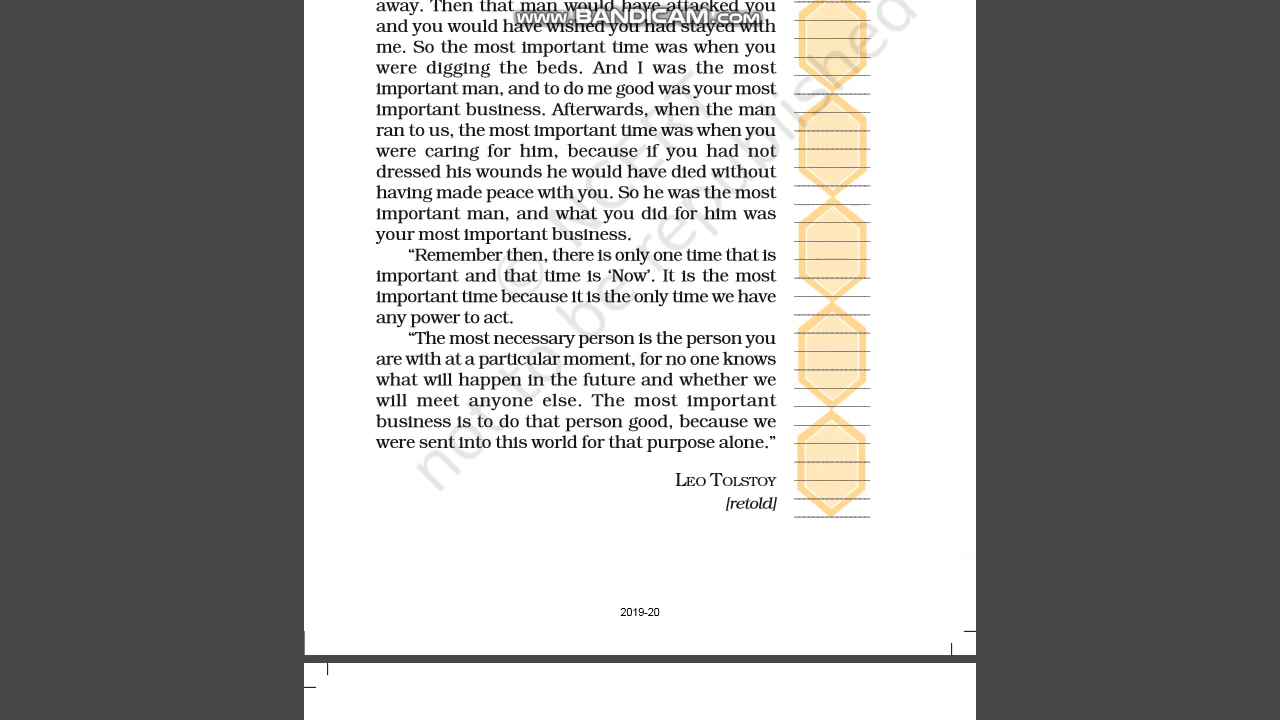 away. Then that man would have attacked you
www.BANDICAM.com
and you would have wished you had stayed with
me. So the most important time was when you
were digging the beds. And I was the most
important man, and to do me good was your most
important business. Afterwards, when the man
ran to us, the most important time was when you
were caring for him, because if you had not
dressed his wounds he would have died without
having made peace with you. So he was the most
important man, and what you did for him was
your most important business.
“Remember then, there is only one time that is
important and that time is ‘Now’. It is the most
important time because it is the only time we have
any power to act.
“The most necessary person is the person you
are with at a particular moment, for no one knows
what will happen in the future and whether we
will meet anyone else. The most important
business is to do that person good, because we
were sent into this world for that purpose alone.”
LEO TOLSTOY
[retold]
© NCERT
not to be republished
2019-20